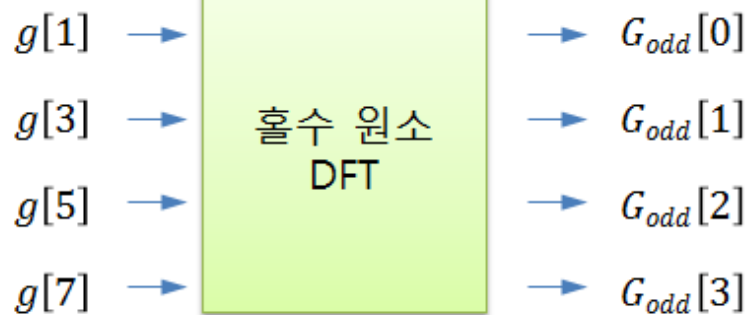 g[1] G_odd[0]
g[3] G_odd[1]
홀수 원소
DFT
g[5] G_odd[2]
g[7] G_odd[3]